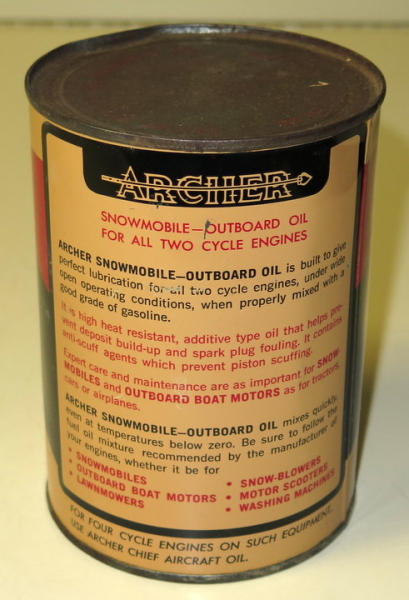 ARCHER
SNOWMOBILE—OUTBOARD OIL
FOR ALL TWO CYCLE ENGINES
ARCHER SNOWMOBILE—OUTBOARD OIL is built to give
perfect lubrication for all two cycle engines, under wide
open operating conditions, when properly mixed with a
good grade of gasoline.
It is high heat resistant, additive type oil that helps pre-
vent deposit build-up and spark plug fouling. It contains
anti-scuff agents which prevent piston scuffing.
Expert care and maintenance are as important for SNOW-
MOBILES and OUTBOARD BOAT MOTORS as for tractors,
cars or airplanes.
ARCHER SNOWMOBILE—OUTBOARD OIL mixes quickly,
even at temperatures below zero. Be sure to follow the
fuel oil mixture recommended by the manufacturer of
your engines, whether it be for
• SNOWMOBILES
• OUTBOARD BOAT MOTORS
• LAWNMOWERS
• SNOW-BLOWERS
• MOTOR SCOOTERS
• WASHING MACHINES
FOR FOUR CYCLE ENGINES ON SUCH EQUIPMENT,
USE ARCHER CHIEF AIRCRAFT OIL.